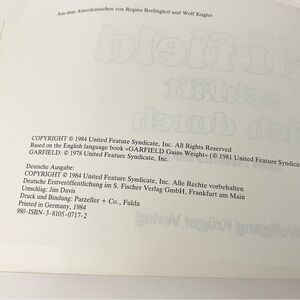 Aus dem Amerikanischen von Regina Berlinghof und Wolf Kugler
COPYRIGHT © 1984 United Feature Syndicate, Inc. All Rights Reserved
Based on the English language book »GARFIELD Gains Weight« (© 1981 United Feature Syndicate, Inc.
GARFIELD: © 1978 United Feature Syndicate, Inc.
Deutsche Ausgabe:
COPYRIGHT © 1984 United Feature Syndicate, Inc. Alle Rechte vorbehalten
Deutsche Erstveröffentlichung im S. Fischer Verlag GmbH, Frankfurt am Main
Umschlag: Jim Davis
Druck und Bindung: Parzeller + Co., Fulda
Printed in Germany, 1984
980-ISBN-3-8105-0717-2